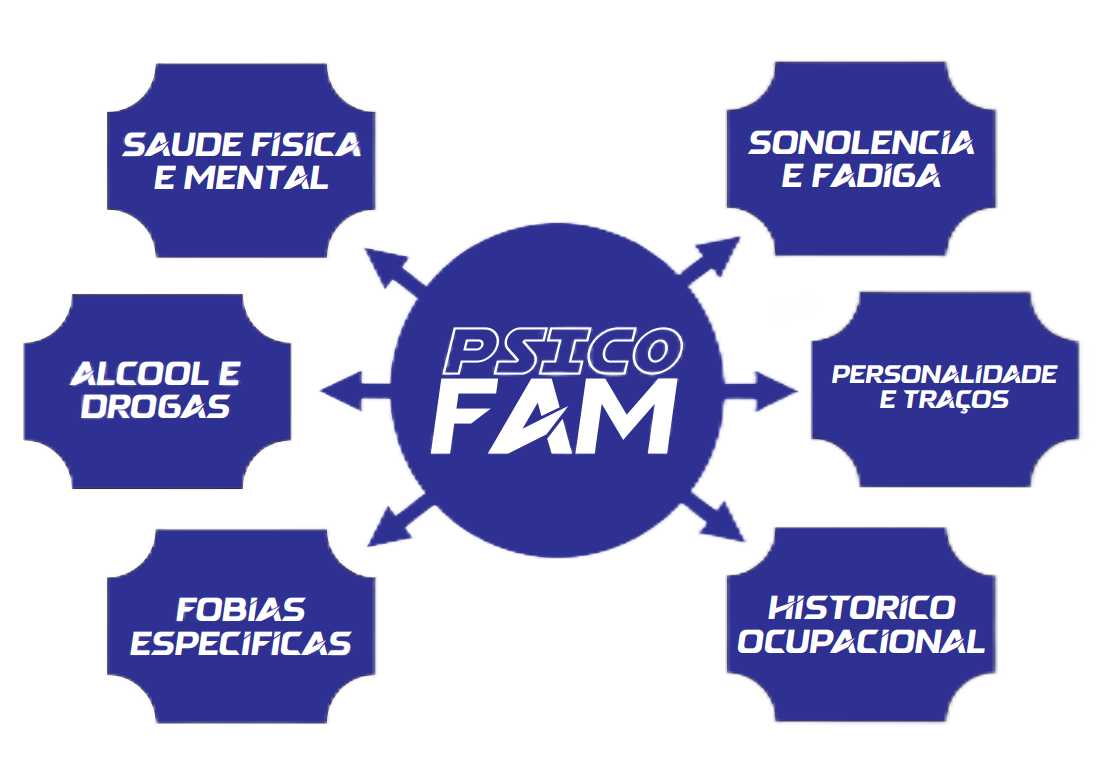 SAUDE FISICA
E MENTAL
SONOLENCIA
E FADIGA
PSICO
FAM
ALCOOL E
DROGAS
PERSONALIDADE
E TRAÇOS
FOBIAS
ESPECIFICAS
HISTORICO
OCUPACIONAL